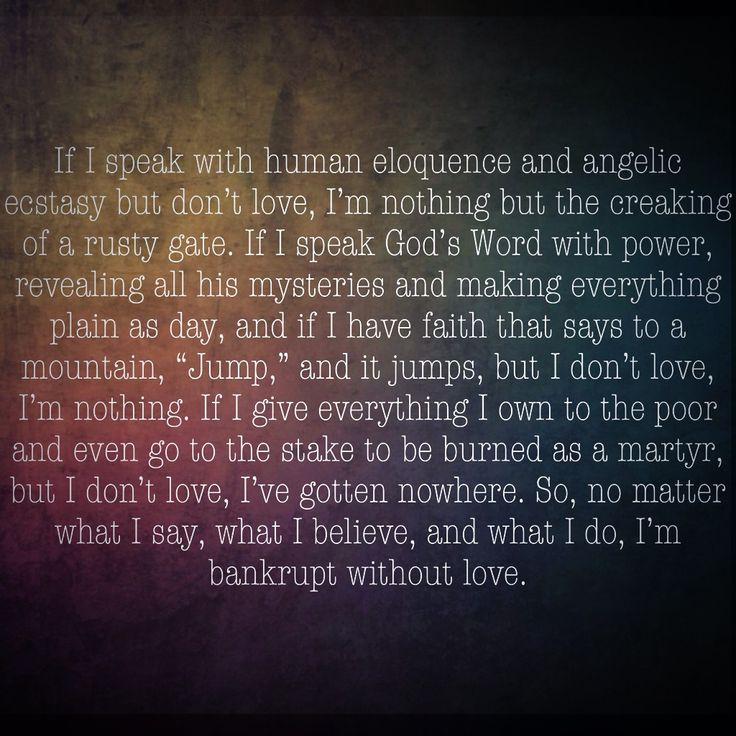 If I speak with human eloquence and angelic
ecstasy but don’t love, I’m nothing but the creaking
of a rusty gate. If I speak God’s Word with power,
revealing all his mysteries and making everything
plain as day, and if I have faith that says to a
mountain, “Jump,” and it jumps, but I don’t love,
I’m nothing. If I give everything I own to the poor
and even go to the stake to be burned as a martyr,
but I don’t love, I’ve gotten nowhere. So, no matter
what I say, what I believe, and what I do, I’m
bankrupt without love.